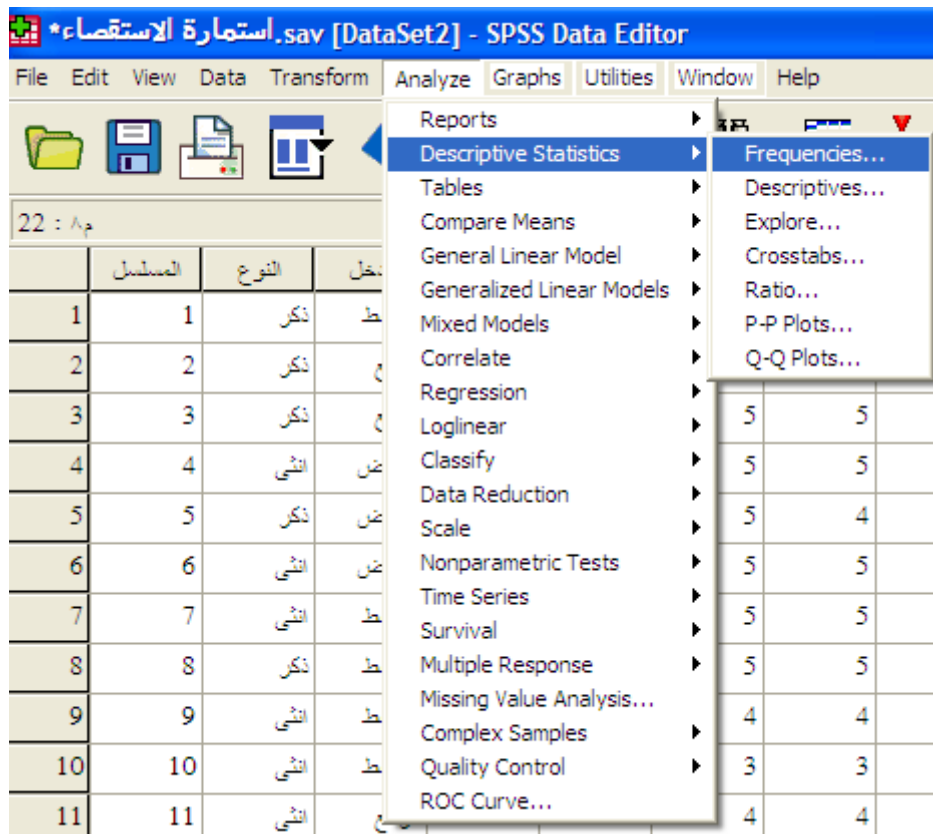 *استمارة الاستقصاء.sav [DataSet2] - SPSS Data Editor
File Edit View Data Transform Analyze Graphs Utilities Window Help
Reports
Descriptive Statistics
Tables
Compare Means
General Linear Model
Generalized Linear Models
Mixed Models
Correlate
Regression
Loglinear
Classify
Data Reduction
Scale
Nonparametric Tests
Time Series
Survival
Multiple Response
Missing Value Analysis...
Complex Samples
Quality Control
ROC Curve...
Frequencies...
Descriptives...
Explore...
Crosstabs...
Ratio...
P-P Plots...
Q-Q Plots...
22 : م٨
المسلسل النوع
1 1 ذكر
2 2 ذكر
3 3 ذكر 5 5
4 4 انثى 5 5
5 5 ذكر 5 4
6 6 انثى 5 5
7 7 انثى 5 5
8 8 ذكر 5 5
9 9 انثى 4 4
10 10 انثى 3 3
11 11 انثى 4 4